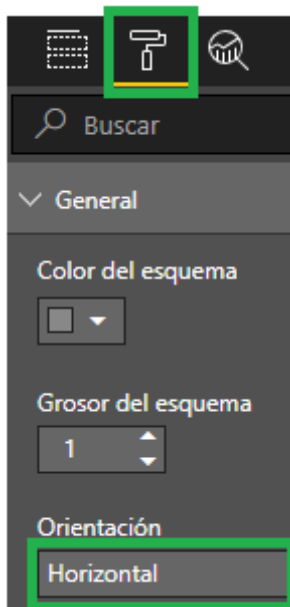 Buscar
General
Color del esquema
Grosor del esquema
1
Orientación
Horizontal